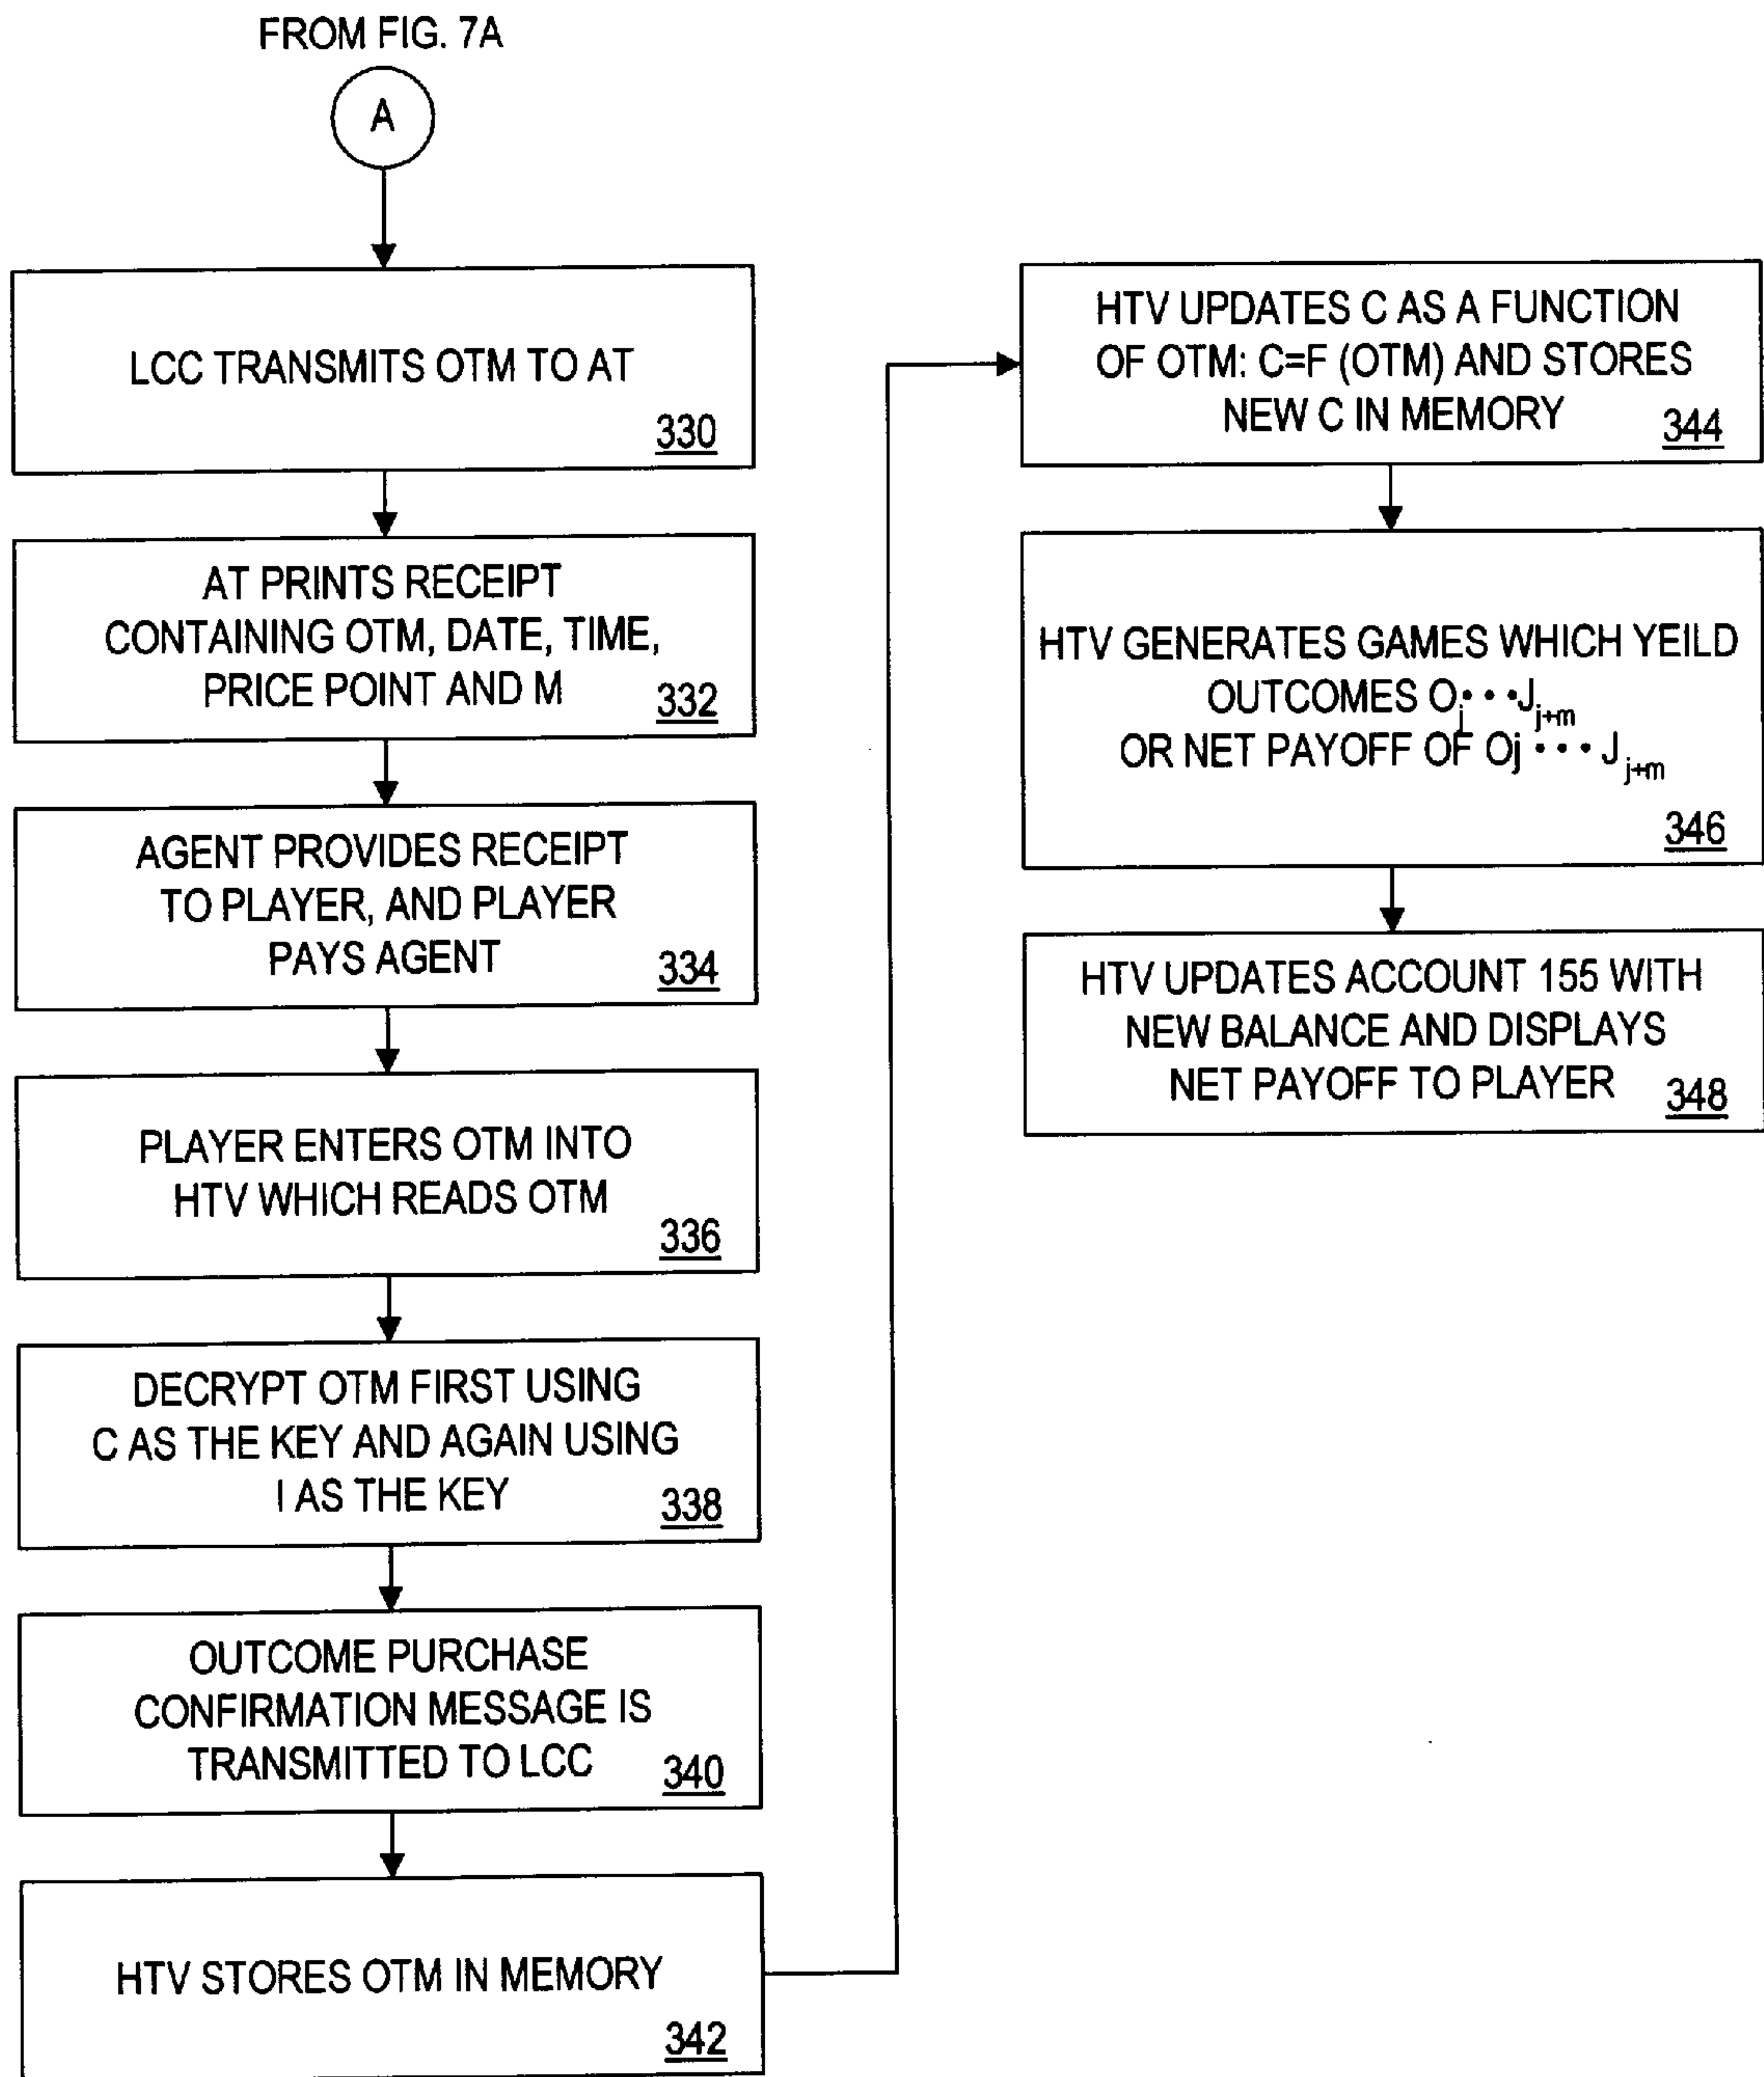 FROM FIG. 7A
A
LCC TRANSMITS OTM TO AT
330
AT PRINTS RECEIPT
CONTAINING OTM, DATE, TIME,
PRICE POINT AND M
332
AGENT PROVIDES RECEIPT
TO PLAYER, AND PLAYER
PAYS AGENT
334
PLAYER ENTERS OTM INTO
HTV WHICH READS OTM
336
DECRYPT OTM FIRST USING
C AS THE KEY AND AGAIN USING
I AS THE KEY
338
OUTCOME PURCHASE
CONFIRMATION MESSAGE IS
TRANSMITTED TO LCC
340
HTV STORES OTM IN MEMORY
342
HTV UPDATES C AS A FUNCTION
OF OTM: C=F (OTM) AND STORES
NEW C IN MEMORY
344
HTV GENERATES GAMES WHICH YEILD
OUTCOMES Oj•••Jj+m
OR NET PAYOFF OF Oj •••Jj+m
346
HTV UPDATES ACCOUNT 155 WITH
NEW BALANCE AND DISPLAYS
NET PAYOFF TO PLAYER
348